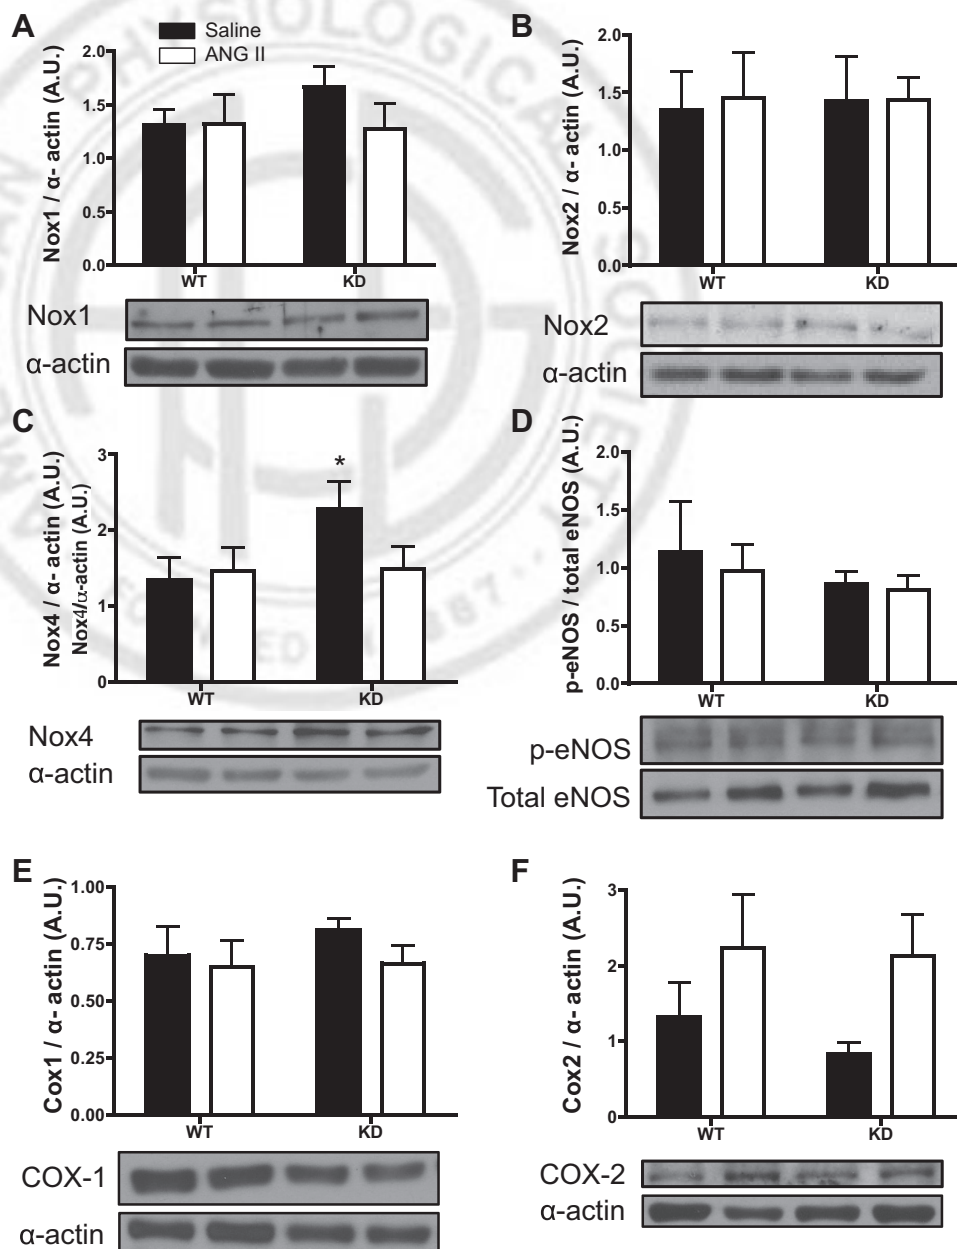 A
Saline
ANG II
Nox1 / α- actin (A.U.)
2.0
1.5
1.0
0.5
0.0
WT
KD
Nox1
α-actin
B
Nox2 / α- actin (A.U.)
2.0
1.5
1.0
0.5
0.0
WT
KD
Nox2
α-actin
C
Nox4 / α- actin (A.U.)
Nox4/α-actin (A.U.)
3
2
1
0
*
WT
KD
Nox4
α-actin
D
p-eNOS / total eNOS (A.U.)
2.0
1.5
1.0
0.5
0.0
WT
KD
p-eNOS
Total eNOS
E
Cox1 / α- actin (A.U.)
1.00
0.75
0.50
0.25
0.00
WT
KD
COX-1
α-actin
F
Cox2 / α- actin (A.U.)
3
2
1
0
WT
KD
COX-2
α-actin
PHYSIOLOGICAL SOCIETY